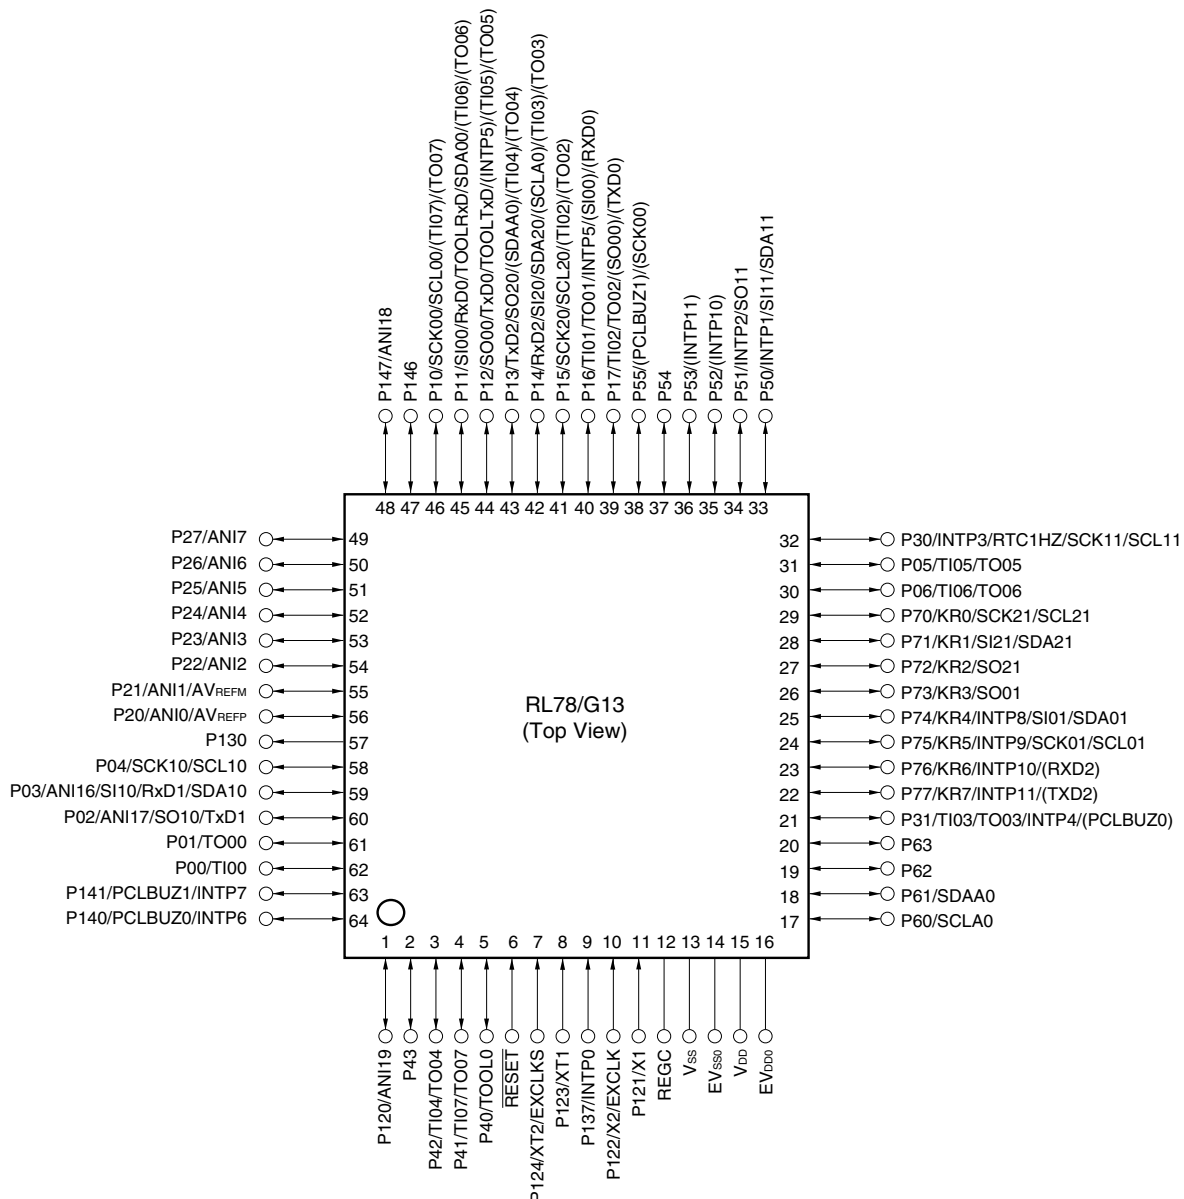 P147/ANI18
P146
P10/SCK00/SCL00/(TI07)/(TO07)
P11/SI00/RxD0/TOOLRxD/SDA00/(TI06)/(TO06)
P12/SO00/TxD0/TOOLTxD/(INTP5)/(TI05)/(TO05)
P13/TxD2/SO20/(SDAA0)/(TI04)/(TO04)
P14/RxD2/SI20/SDA20/(SCLA0)/(TI03)/(TO03)
P15/SCK20/SCL20/(TI02)/(TO02)
P16/TI01/TO01/INTP5/(SI00)/(RXD0)
P17/TI02/TO02/(SO00)/(TXD0)
P55/(PCLBUZ1)/(SCK00)
P54
P53/(INTP11)
P52/(INTP10)
P51/INTP2/SO11
P50/INTP1/SI11/SDA11
48 47 46 45 44 43 42 41 40 39 38 37 36 35 34 33
P27/ANI7 49
P26/ANI6 50
P25/ANI5 51
P24/ANI4 52
P23/ANI3 53
P22/ANI2 54
P21/ANI1/AVREFM 55
P20/ANI0/AVREFP 56
P130 57
P04/SCK10/SCL10 58
P03/ANI16/SI10/RxD1/SDA10 59
P02/ANI17/SO10/TxD1 60
P01/TO00 61
P00/TI00 62
P141/PCLBUZ1/INTP7 63
P140/PCLBUZ0/INTP6 64
RL78/G13
(Top View)
32 P30/INTP3/RTC1HZ/SCK11/SCL11
31 P05/TI05/TO05
30 P06/TI06/TO06
29 P70/KR0/SCK21/SCL21
28 P71/KR1/SI21/SDA21
27 P72/KR2/SO21
26 P73/KR3/SO01
25 P74/KR4/INTP8/SI01/SDA01
24 P75/KR5/INTP9/SCK01/SCL01
23 P76/KR6/INTP10/(RXD2)
22 P77/KR7/INTP11/(TXD2)
21 P31/TI03/TO03/INTP4/(PCLBUZ0)
20 P63
19 P62
18 P61/SDAA0
17 P60/SCLA0
1 2 3 4 5 6 7 8 9 10 11 12 13 14 15 16
P120/ANI19
P43
P42/TI04/TO04
P41/TI07/TO07
P40/TOOL0
RESET
P124/XT2/EXCLKS
P123/XT1
P137/INTP0
P122/X2/EXCLK
P121/X1
REGC
VSS
EVSS0
VDD
EVDD0